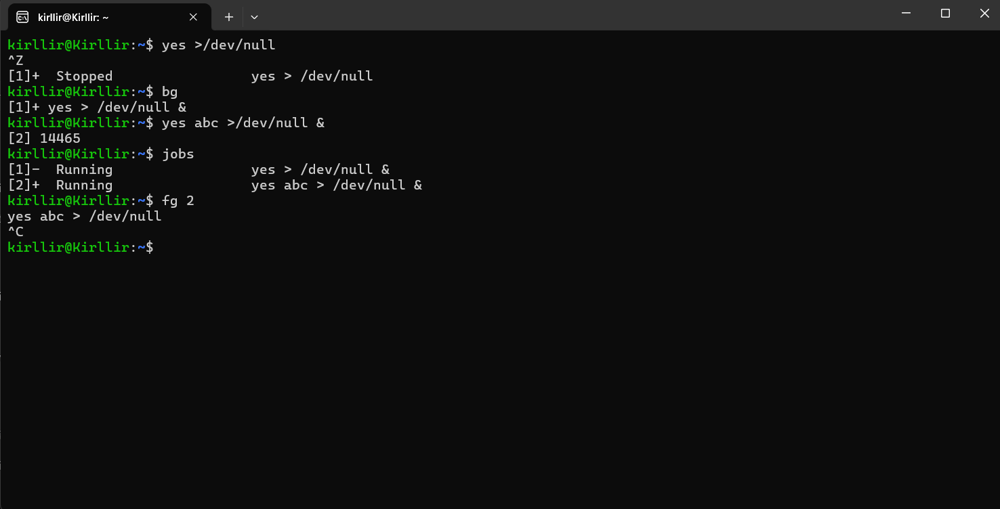 kirllir@Kirllir: ~
kirllir@Kirllir:~$ yes >/dev/null
^Z
[1]+  Stopped                 yes > /dev/null
kirllir@Kirllir:~$ bg
[1]+ yes > /dev/null &
kirllir@Kirllir:~$ yes abc >/dev/null &
[2] 14465
kirllir@Kirllir:~$ jobs
[1]-  Running                 yes > /dev/null &
[2]+  Running                 yes abc > /dev/null &
kirllir@Kirllir:~$ fg 2
yes abc > /dev/null
^C
kirllir@Kirllir:~$